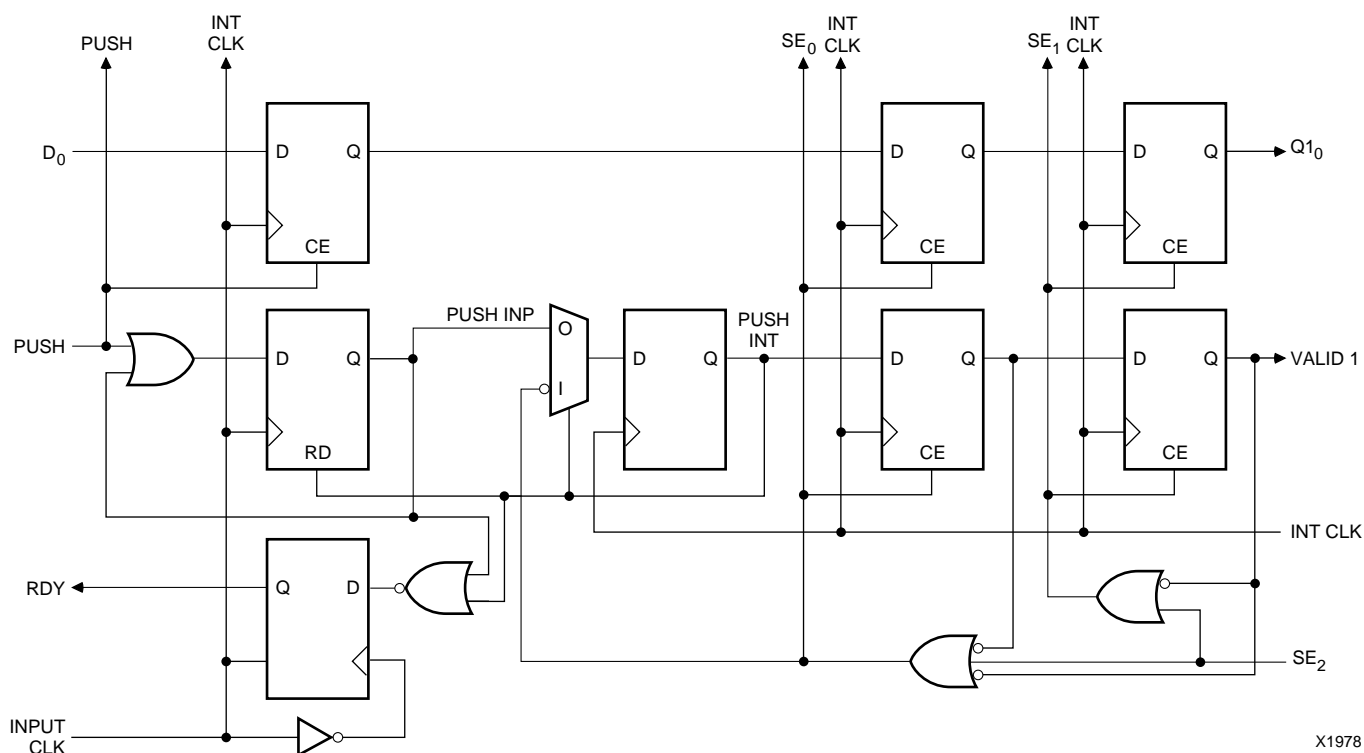 PUSH
INT
CLK
SE0
INT
CLK
SE1
INT
CLK
D0
D Q
CE
D Q
CE
D Q
CE
Q10
PUSH
D Q
RD
PUSH INP
O
I
D Q
PUSH
INT
D Q
CE
D Q
CE
VALID 1
INT CLK
RDY
Q D
SE2
INPUT
CLK
X1978